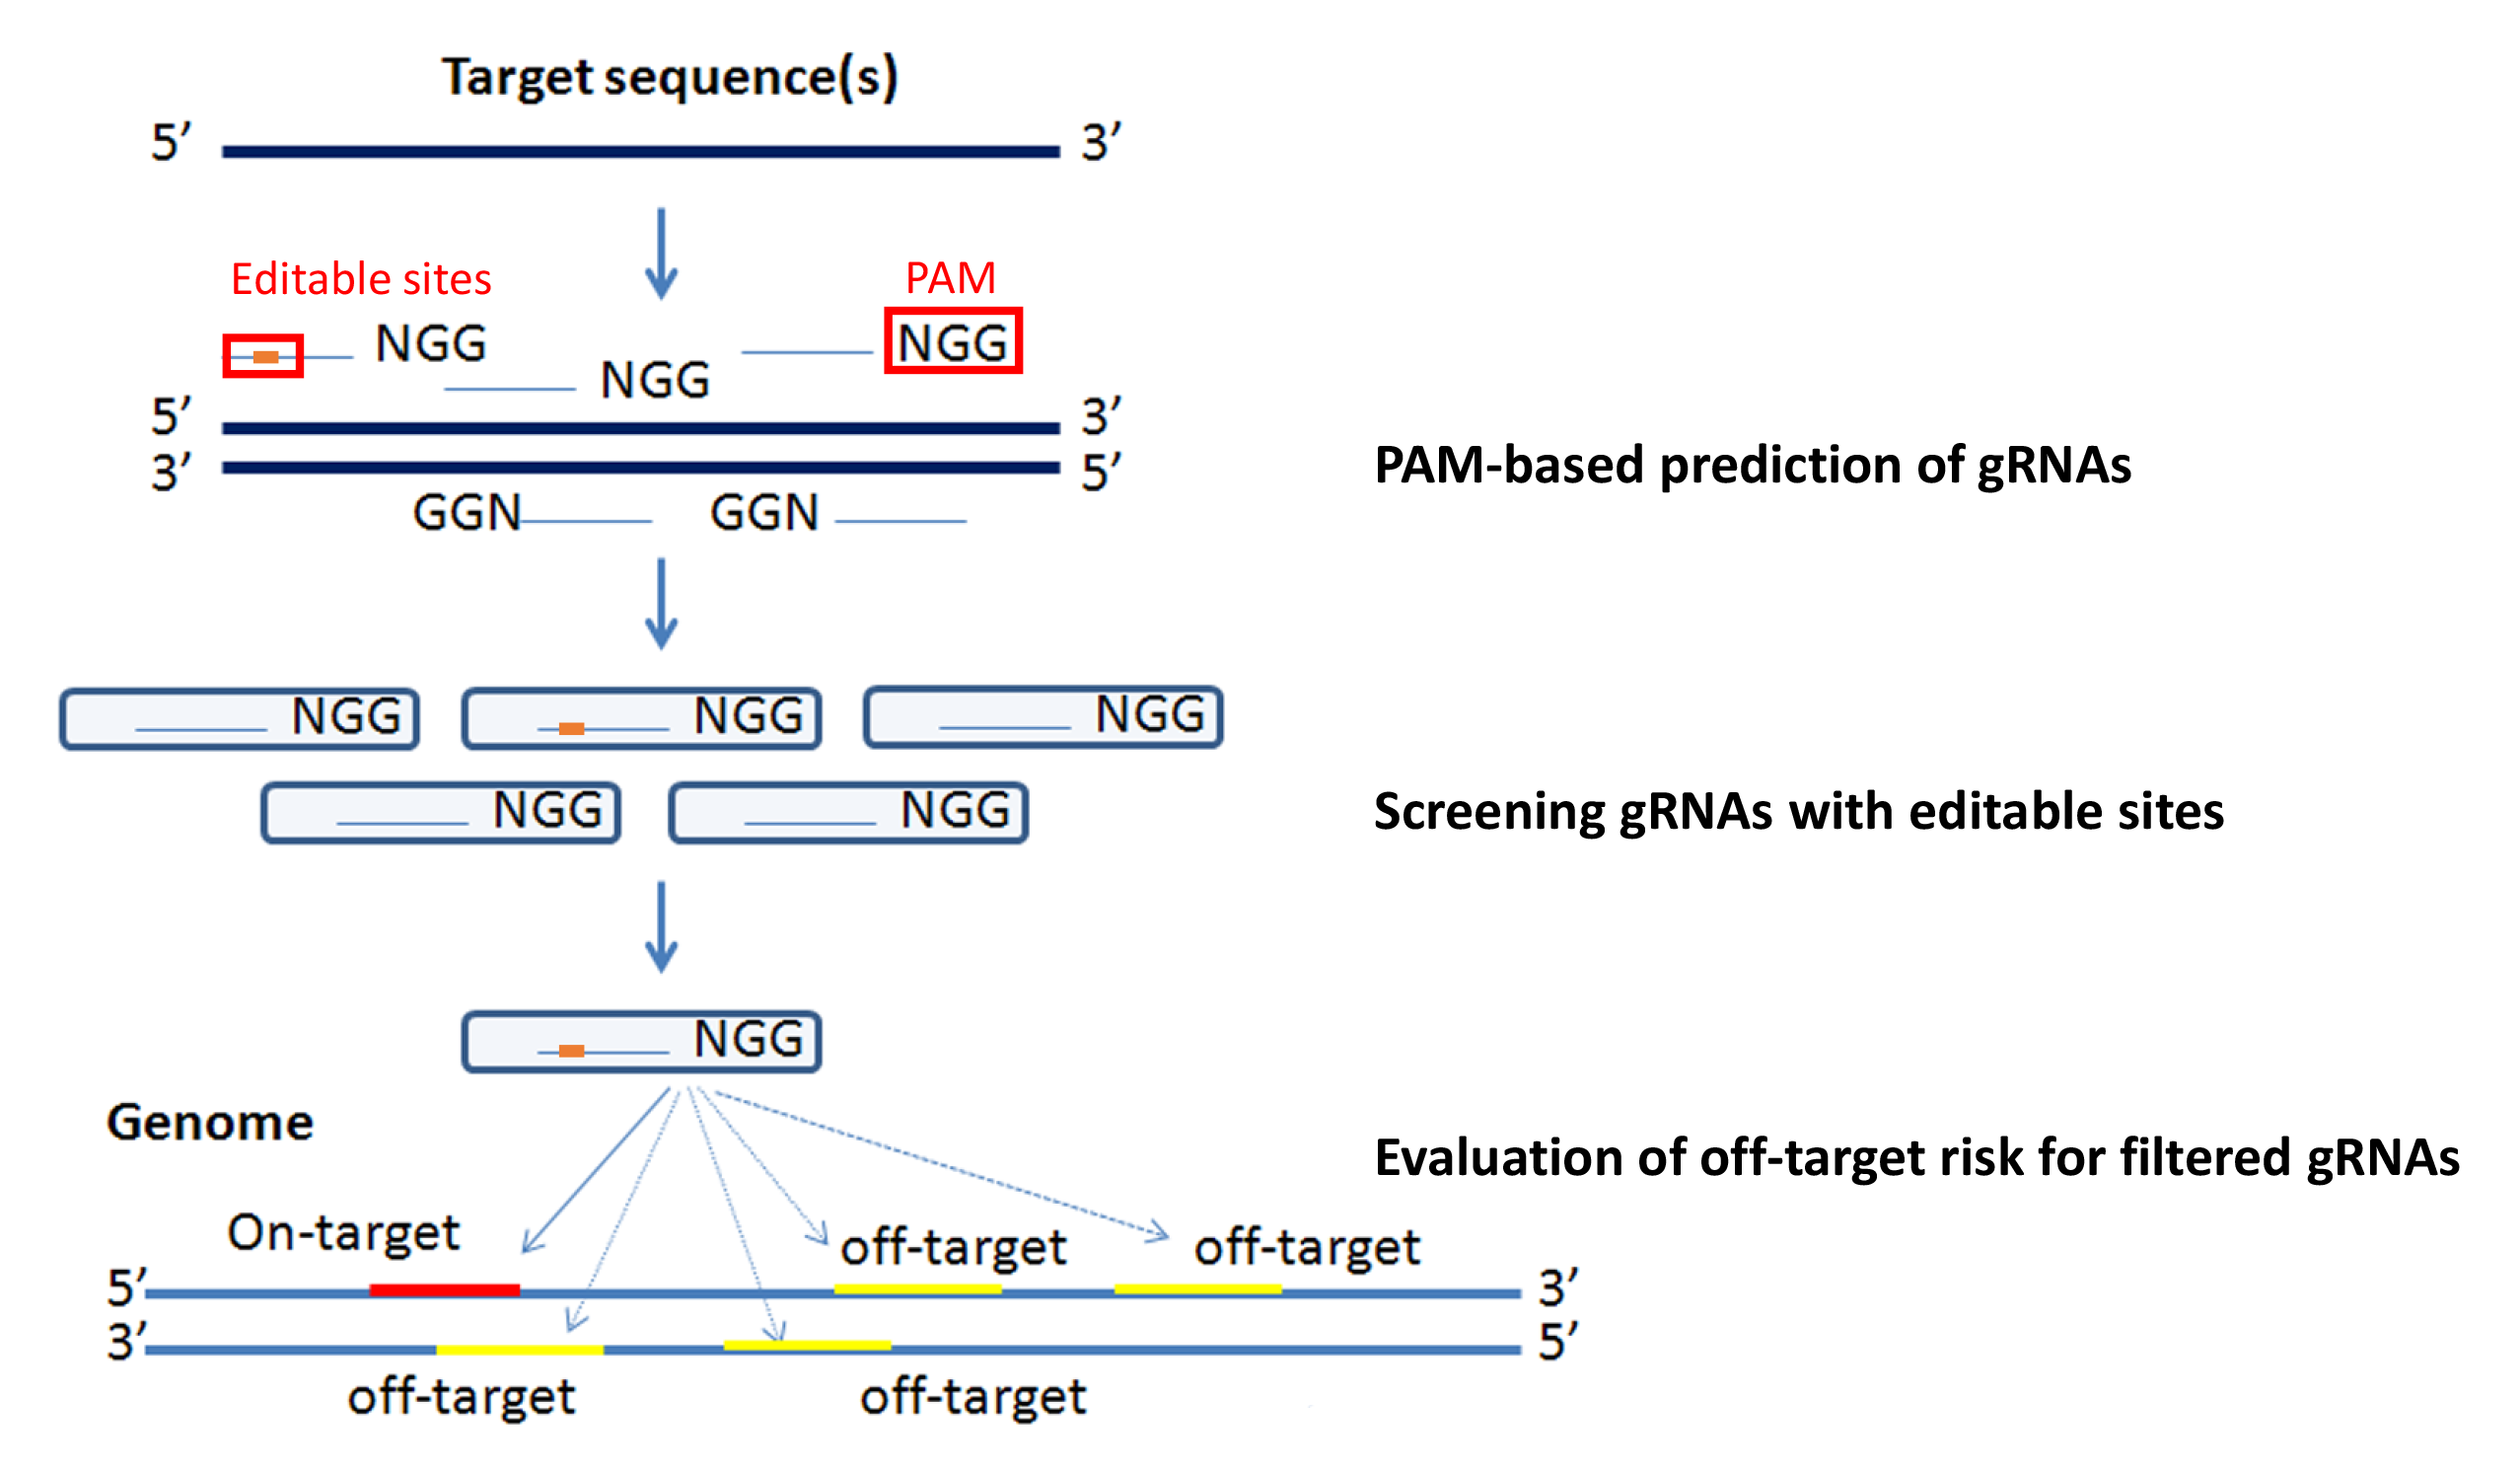 Target sequence(s)
5’ 3’
Editable sites PAM
NGG NGG
NGG
5’ 3’
3’ 5’
PAM-based prediction of gRNAs
GGN GGN
NGG NGG NGG
NGG NGG
Screening gRNAs with editable sites
NGG
Genome
Evaluation of off-target risk for filtered gRNAs
On-target off-target off-target
5’ 3’
3’ 5’
off-target off-target